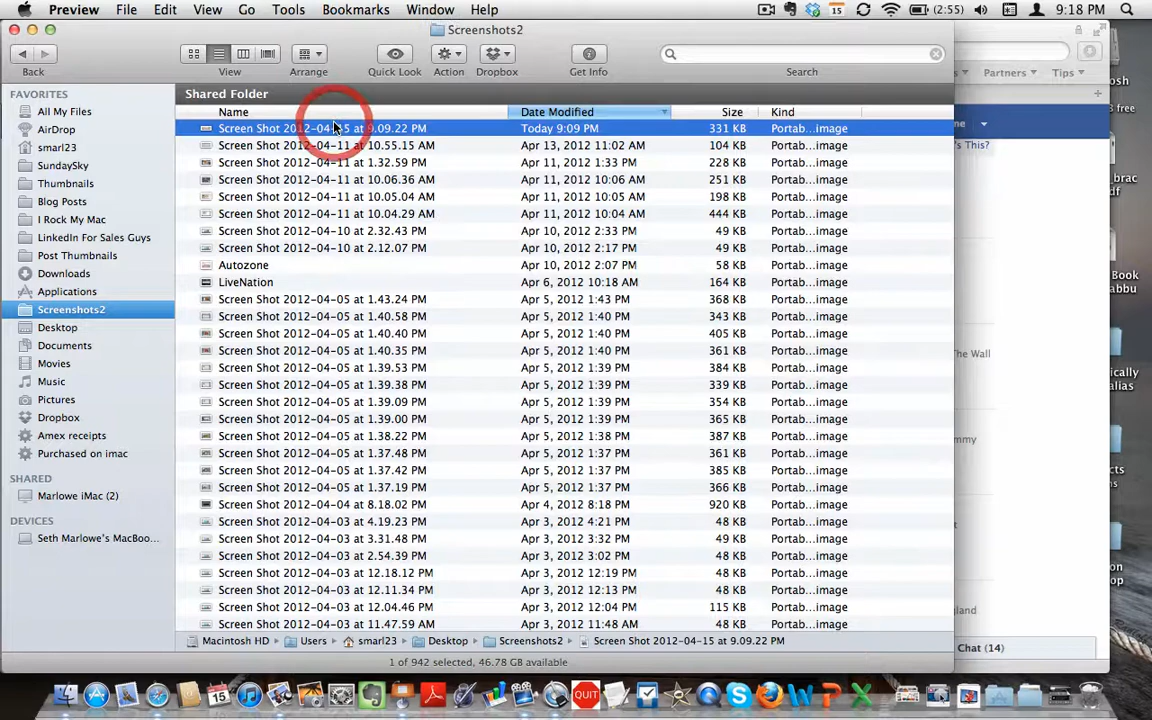 Preview File Edit View Go Tools Bookmarks Window Help 15 (2:55) 9:18 PM
Screenshots2
Back View Arrange Quick Look Action Dropbox Get Info Search
Partners Tips
Shared Folder
FAVORITES
All My Files
AirDrop
smarl23
SundaySky
Thumbnails
Blog Posts
I Rock My Mac
LinkedIn For Sales Guys
Post Thumbnails
Downloads
Applications
Screenshots2
Desktop
Documents
Movies
Music
Pictures
Dropbox
Amex receipts
Purchased on imac
SHARED
Marlowe iMac (2)
DEVICES
Seth Marlowe's MacBoo...
Name Date Modified Size Kind
Screen Shot 2012-04-15 at 9.09.22 PM Today 9:09 PM 331 KB Portab...image
Screen Shot 2012-04-11 at 10.55.15 AM Apr 13, 2012 11:02 AM 104 KB Portab...image
Screen Shot 2012-04-11 at 1.32.59 PM Apr 11, 2012 1:33 PM 228 KB Portab...image
Screen Shot 2012-04-11 at 10.06.36 AM Apr 11, 2012 10:06 AM 251 KB Portab...image
Screen Shot 2012-04-11 at 10.05.04 AM Apr 11, 2012 10:05 AM 198 KB Portab...image
Screen Shot 2012-04-11 at 10.04.29 AM Apr 11, 2012 10:04 AM 444 KB Portab...image
Screen Shot 2012-04-10 at 2.32.43 PM Apr 10, 2012 2:33 PM 49 KB Portab...image
Screen Shot 2012-04-10 at 2.12.07 PM Apr 10, 2012 2:17 PM 49 KB Portab...image
Autozone Apr 10, 2012 2:07 PM 58 KB Portab...image
LiveNation Apr 6, 2012 10:18 AM 164 KB Portab...image
Screen Shot 2012-04-05 at 1.43.24 PM Apr 5, 2012 1:43 PM 368 KB Portab...image
Screen Shot 2012-04-05 at 1.40.58 PM Apr 5, 2012 1:40 PM 343 KB Portab...image
Screen Shot 2012-04-05 at 1.40.40 PM Apr 5, 2012 1:40 PM 405 KB Portab...image
Screen Shot 2012-04-05 at 1.40.35 PM Apr 5, 2012 1:40 PM 361 KB Portab...image
Screen Shot 2012-04-05 at 1.39.53 PM Apr 5, 2012 1:39 PM 384 KB Portab...image
Screen Shot 2012-04-05 at 1.39.38 PM Apr 5, 2012 1:39 PM 339 KB Portab...image
Screen Shot 2012-04-05 at 1.39.09 PM Apr 5, 2012 1:39 PM 354 KB Portab...image
Screen Shot 2012-04-05 at 1.39.00 PM Apr 5, 2012 1:39 PM 365 KB Portab...image
Screen Shot 2012-04-05 at 1.38.22 PM Apr 5, 2012 1:38 PM 387 KB Portab...image
Screen Shot 2012-04-05 at 1.37.48 PM Apr 5, 2012 1:37 PM 361 KB Portab...image
Screen Shot 2012-04-05 at 1.37.42 PM Apr 5, 2012 1:37 PM 385 KB Portab...image
Screen Shot 2012-04-05 at 1.37.19 PM Apr 5, 2012 1:37 PM 366 KB Portab...image
Screen Shot 2012-04-04 at 8.18.02 PM Apr 4, 2012 8:18 PM 920 KB Portab...image
Screen Shot 2012-04-03 at 4.19.23 PM Apr 3, 2012 4:21 PM 48 KB Portab...image
Screen Shot 2012-04-03 at 3.31.48 PM Apr 3, 2012 3:32 PM 49 KB Portab...image
Screen Shot 2012-04-03 at 2.54.39 PM Apr 3, 2012 3:02 PM 48 KB Portab...image
Screen Shot 2012-04-03 at 12.18.12 PM Apr 3, 2012 12:19 PM 48 KB Portab...image
Screen Shot 2012-04-03 at 12.11.34 PM Apr 3, 2012 12:13 PM 48 KB Portab...image
Screen Shot 2012-04-03 at 12.04.46 PM Apr 3, 2012 12:04 PM 115 KB Portab...image
Screen Shot 2012-04-03 at 11.47.59 AM Apr 3, 2012 11:47 AM 48 KB Portab...image
Macintosh HD Users smarl23 Desktop Screenshots2 Screen Shot 2012-04-15 at 9.09.22 PM
1 of 942 selected, 46.78 GB available
's This?
The Wall
Chat (14)
free
Book
alias
15 QUIT